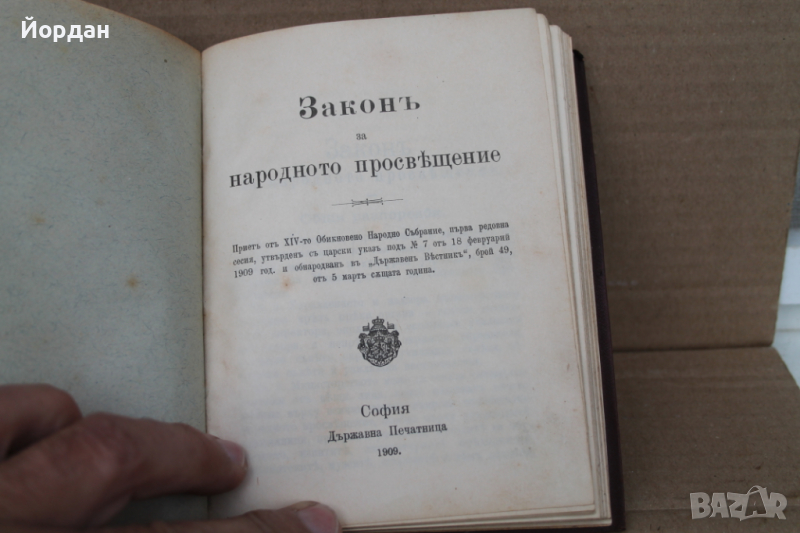 Йордан
Законъ
за
народното просвѣщение
Приетъ отъ XIV-то Обикновено Народно Събрание, първа редовна
сесия, утвърденъ съ царски указъ подъ № 7 отъ 18 февруарий
1909 год. и обнародванъ въ „Държавенъ Вѣстникъ“, брой 49,
отъ 5 мартъ сѫщата година.
София
Държавна Печатница
1909.
BAZAR